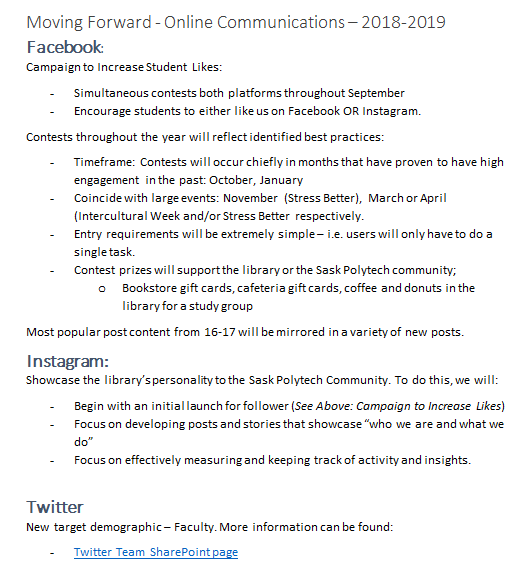 Moving Forward - Online Communications – 2018-2019
Facebook:
Campaign to Increase Student Likes:
- Simultaneous contests both platforms throughout September
- Encourage students to either like us on Facebook OR Instagram.
Contests throughout the year will reflect identified best practices:
- Timeframe: Contests will occur chiefly in months that have proven to have high
engagement in the past: October, January
- Coincide with large events: November (Stress Better), March or April
(Intercultural Week and/or Stress Better respectively.
- Entry requirements will be extremely simple – i.e. users will only have to do a
single task.
- Contest prizes will support the library or the Sask Polytech community;
o Bookstore gift cards, cafeteria gift cards, coffee and donuts in the
library for a study group
Most popular post content from 16-17 will be mirrored in a variety of new posts.
Instagram:
Showcase the library's personality to the Sask Polytech Community. To do this, we will:
- Begin with an initial launch for follower (See Above: Campaign to Increase Likes)
- Focus on developing posts and stories that showcase “who we are and what we
do”
- Focus on effectively measuring and keeping track of activity and insights.
Twitter
New target demographic – Faculty. More information can be found:
- Twitter Team SharePoint page